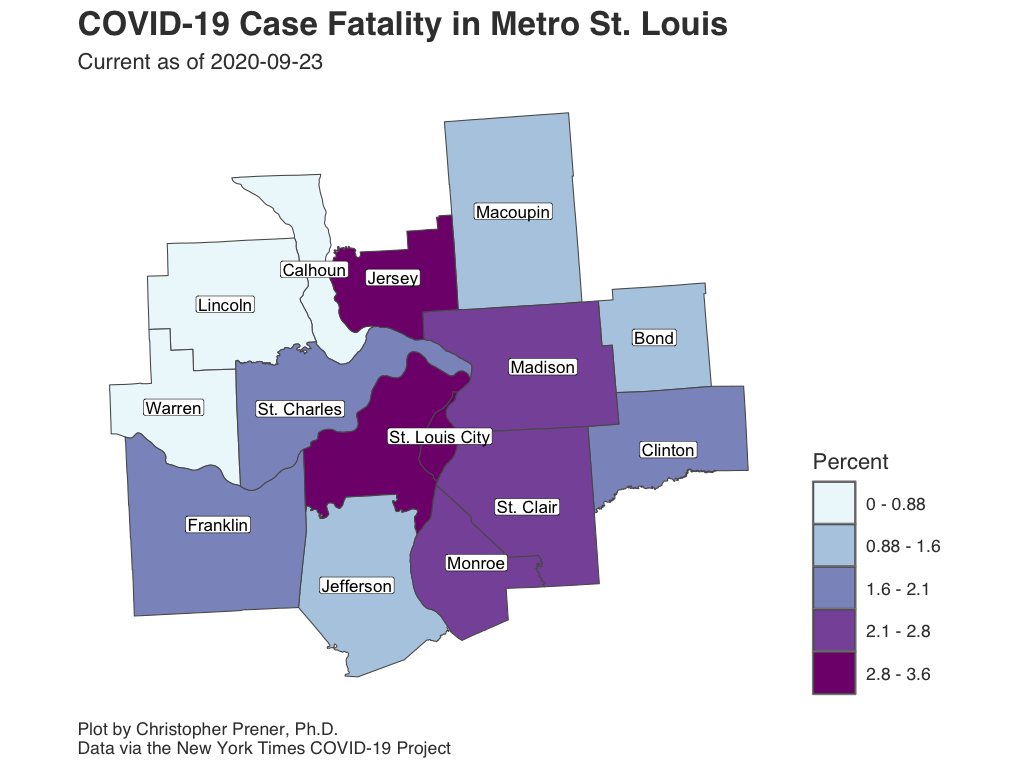 COVID-19 Case Fatality in Metro St. Louis
Current as of 2020-09-23
Macoupin
Calhoun
Jersey
Lincoln
Bond
Madison
Warren
St. Charles
St. Louis City
Clinton
St. Clair
Franklin
Monroe
Jefferson
Percent
0 - 0.88
0.88 - 1.6
1.6 - 2.1
2.1 - 2.8
2.8 - 3.6
Plot by Christopher Prener, Ph.D.
Data via the New York Times COVID-19 Project